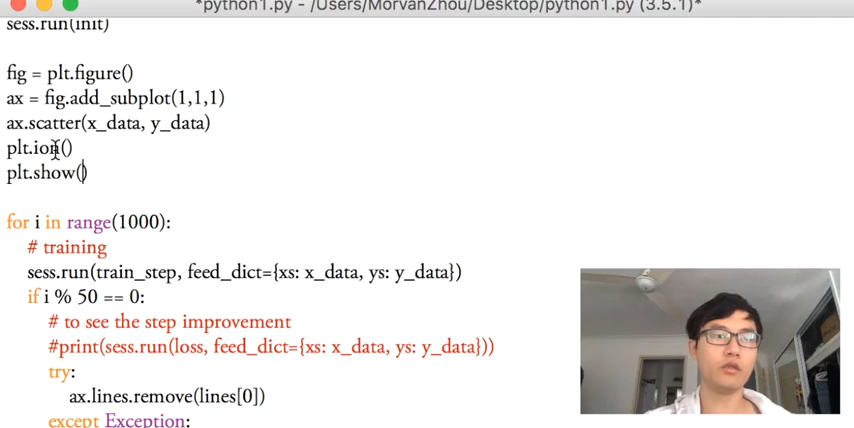 *python1.py - /Users/MorvanZhou/Desktop/python1.py (3.5.1)*
sess.run(init)
fig = plt.figure()
ax = fig.add_subplot(1,1,1)
ax.scatter(x_data, y_data)
plt.ion()
plt.show()
for i in range(1000):
# training
sess.run(train_step, feed_dict={xs: x_data, ys: y_data})
if i % 50 == 0:
# to see the step improvement
#print(sess.run(loss, feed_dict={xs: x_data, ys: y_data}))
try:
ax.lines.remove(lines[0])
except Exception: